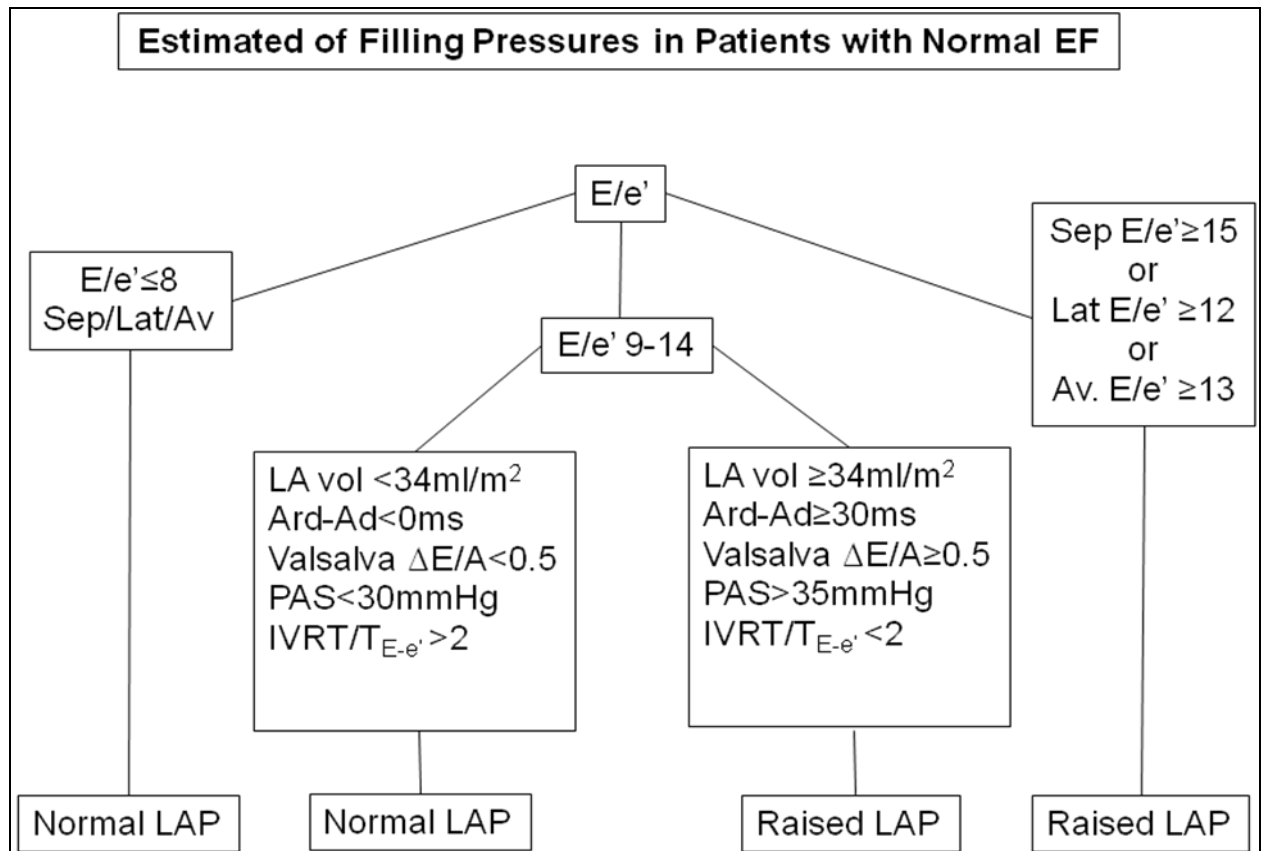 Estimated of Filling Pressures in Patients with Normal EF
E/e’
E/e’≤8
Sep/Lat/Av
E/e’ 9-14
Sep E/e’≥15
or
Lat E/e’ ≥12
or
Av. E/e’ ≥13
LA vol <34ml/m²
Ard-Ad<0ms
Valsalva ΔE/A<0.5
PAS<30mmHg
IVRT/TE-e’ >2
LA vol ≥34ml/m²
Ard-Ad≥30ms
Valsalva ΔE/A≥0.5
PAS>35mmHg
IVRT/TE-e’ <2
Normal LAP
Normal LAP
Raised LAP
Raised LAP